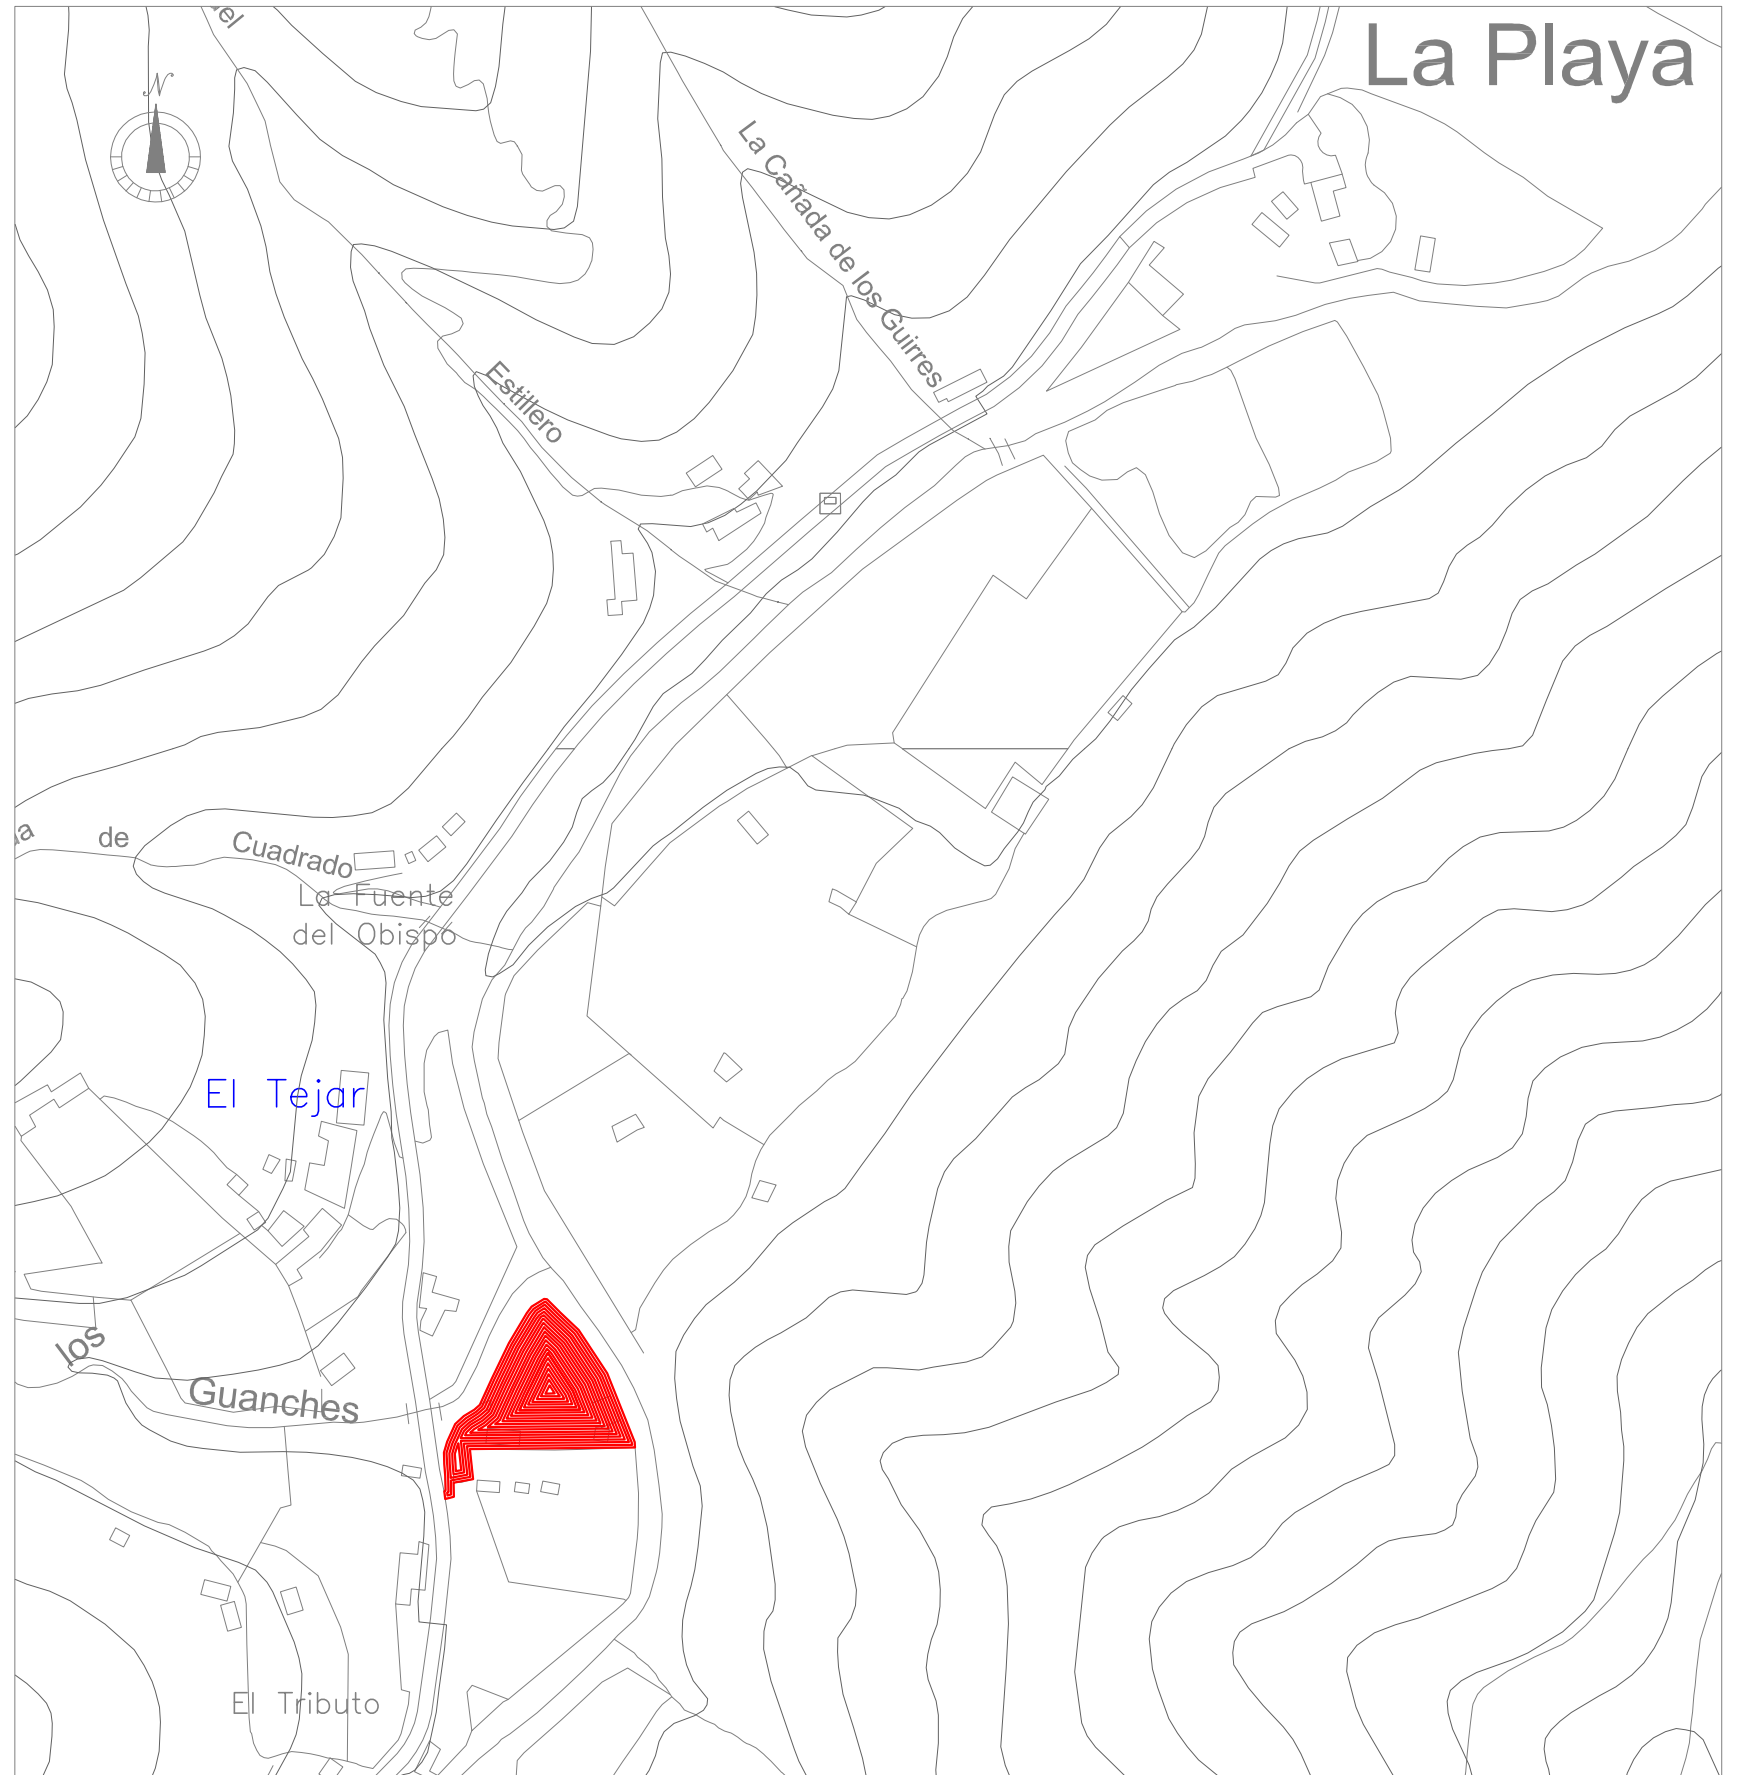 del
La Playa
N
La Cañada de los Guirres
Estillero
de
Cuadrado
La Fuente
del Obispo
El Tejar
los
Guanches
El Tributo